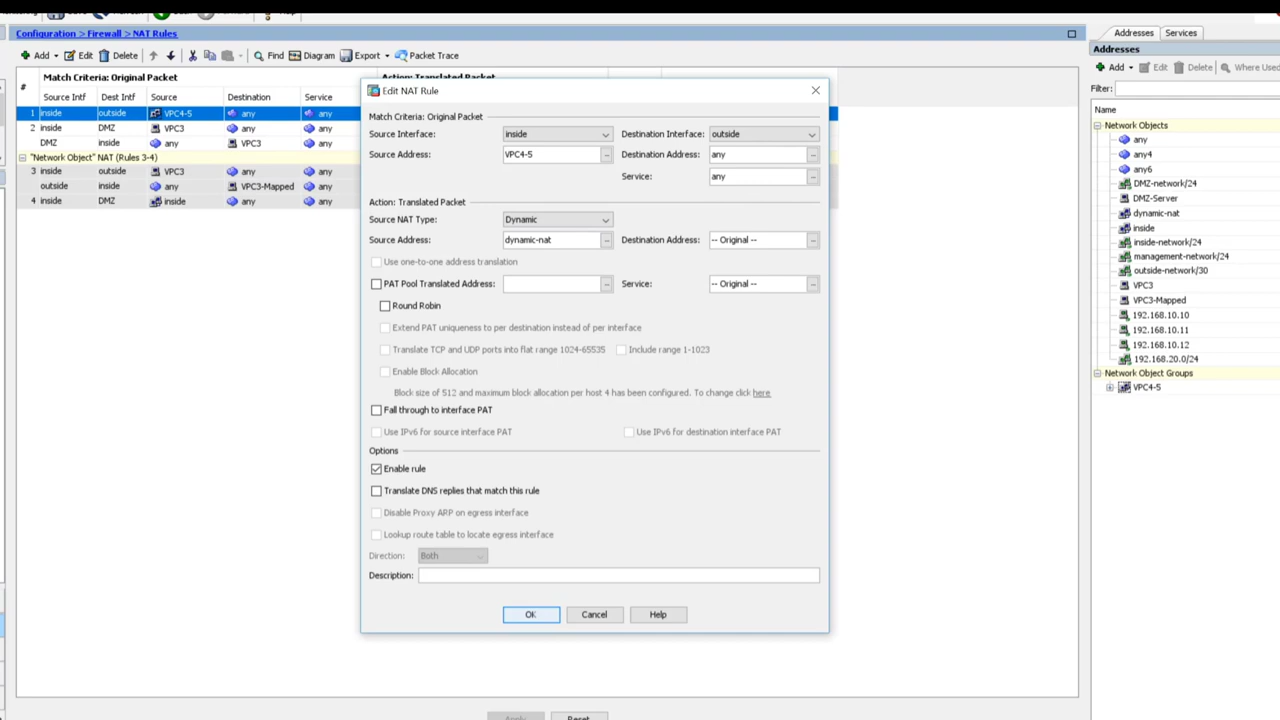 Configuration > Firewall > NAT Rules
Add Edit Delete Find Diagram Export Packet Trace
# Match Criteria: Original Packet Action: Translated Packet
Source Intf Dest Intf Source Destination Service
1 inside outside VPC4-5 any any
2 inside DMZ VPC3 any any
DMZ inside any VPC3 any
"Network Object" NAT (Rules 3-4)
3 inside outside VPC3 any any
outside inside any VPC3-Mapped any
4 inside DMZ inside any any
Edit NAT Rule
Match Criteria: Original Packet
Source Interface: inside Destination Interface: outside
Source Address: VPC4-5 ... Destination Address: any ...
Service: any ...
Action: Translated Packet
Source NAT Type: Dynamic
Source Address: dynamic-nat ... Destination Address: -- Original -- ...
Use one-to-one address translation
PAT Pool Translated Address: ... Service: -- Original -- ...
Round Robin
Extend PAT uniqueness to per destination instead of per interface
Translate TCP and UDP ports into flat range 1024-65535 Include range 1-1023
Enable Block Allocation
Block size of 512 and maximum block allocation per host 4 has been configured. To change click here
Fall through to interface PAT
Use IPv6 for source interface PAT Use IPv6 for destination interface PAT
Options
Enable rule
Translate DNS replies that match this rule
Disable Proxy ARP on egress interface
Lookup route table to locate egress interface
Direction: Both
Description:
OK Cancel Help
Apply Reset
Addresses Services
Addresses
Add Edit Delete Where Used
Filter:
Name
Network Objects
any
any4
any6
DMZ-network/24
DMZ-Server
dynamic-nat
inside
inside-network/24
management-network/24
outside-network/30
VPC3
VPC3-Mapped
192.168.10.10
192.168.10.11
192.168.10.12
192.168.20.0/24
Network Object Groups
VPC4-5